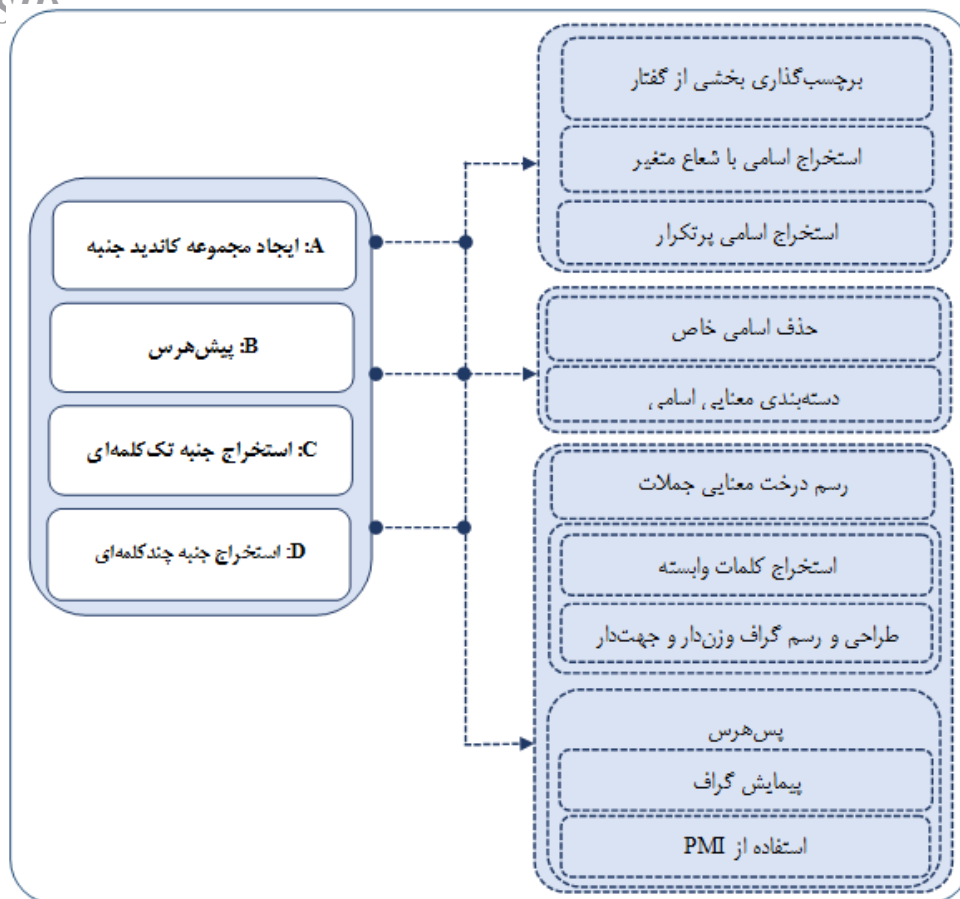 A: ایجاد مجموعه کاندید جنبه
B: پیش‌هرس
C: استخراج جنبه تک‌کلمه‌ای
D: استخراج جنبه چندکلمه‌ای
برچسب‌گذاری بخشی از گفتار
استخراج اسامی با شعاع متغیر
استخراج اسامی پرتکرار
حذف اسامی خاص
دسته‌بندی معنایی اسامی
رسم درخت معنایی جملات
استخراج کلمات وابسته
طراحی و رسم گراف وزن‌دار و جهت‌دار
پس‌هرس
پیمایش گراف
استفاده از PMI